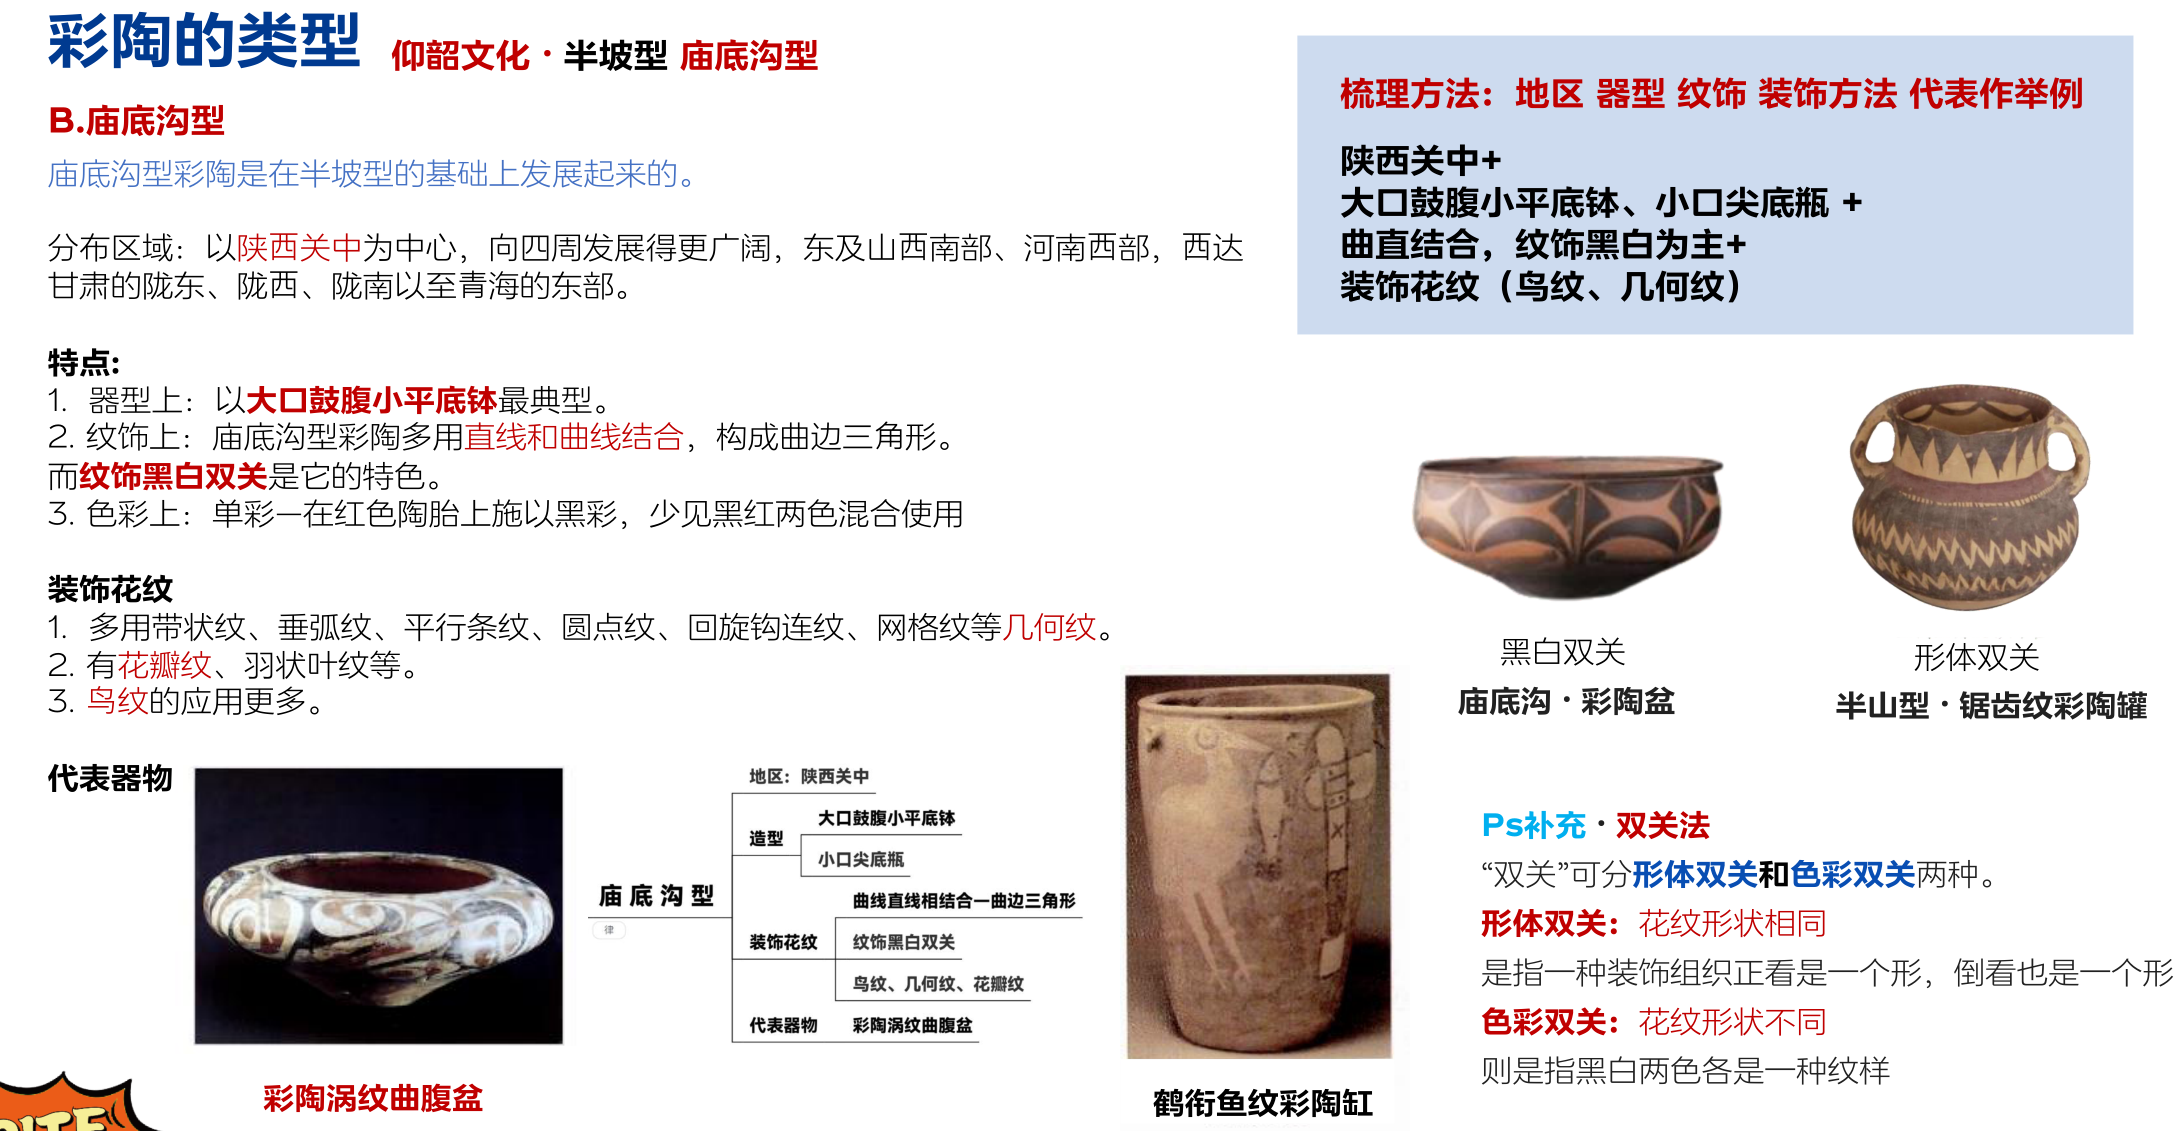 彩陶的类型 仰韶文化·半坡型 庙底沟型
B.庙底沟型
庙底沟型彩陶是在半坡型的基础上发展起来的。
分布区域：以陕西关中为中心，向四周发展得更广阔，东及山西南部、河南西部，西达
甘肃的陇东、陇西、陇南以至青海的东部。
特点:
1. 器型上：以大口鼓腹小平底钵最典型。
2. 纹饰上：庙底沟型彩陶多用直线和曲线结合，构成曲边三角形。
而纹饰黑白双关是它的特色。
3. 色彩上：单彩—在红色陶胎上施以黑彩，少见黑红两色混合使用
装饰花纹
1. 多用带状纹、垂弧纹、平行条纹、圆点纹、回旋钩连纹、网格纹等几何纹。
2. 有花瓣纹、羽状叶纹等。
3. 鸟纹的应用更多。
代表器物
彩陶涡纹曲腹盆
庙底沟型
律
地区：陕西关中
造型
大口鼓腹小平底钵
小口尖底瓶
装饰花纹
曲线直线相结合—曲边三角形
纹饰黑白双关
鸟纹、几何纹、花瓣纹
代表器物
彩陶涡纹曲腹盆
鹤衔鱼纹彩陶缸
梳理方法：地区 器型 纹饰 装饰方法 代表作举例
陕西关中+
大口鼓腹小平底钵、小口尖底瓶 +
曲直结合，纹饰黑白为主+
装饰花纹（鸟纹、几何纹）
黑白双关
庙底沟·彩陶盆
形体双关
半山型·锯齿纹彩陶罐
Ps补充·双关法
“双关”可分形体双关和色彩双关两种。
形体双关：花纹形状相同
是指一种装饰组织正看是一个形，倒看也是一个形
色彩双关：花纹形状不同
则是指黑白两色各是一种纹样